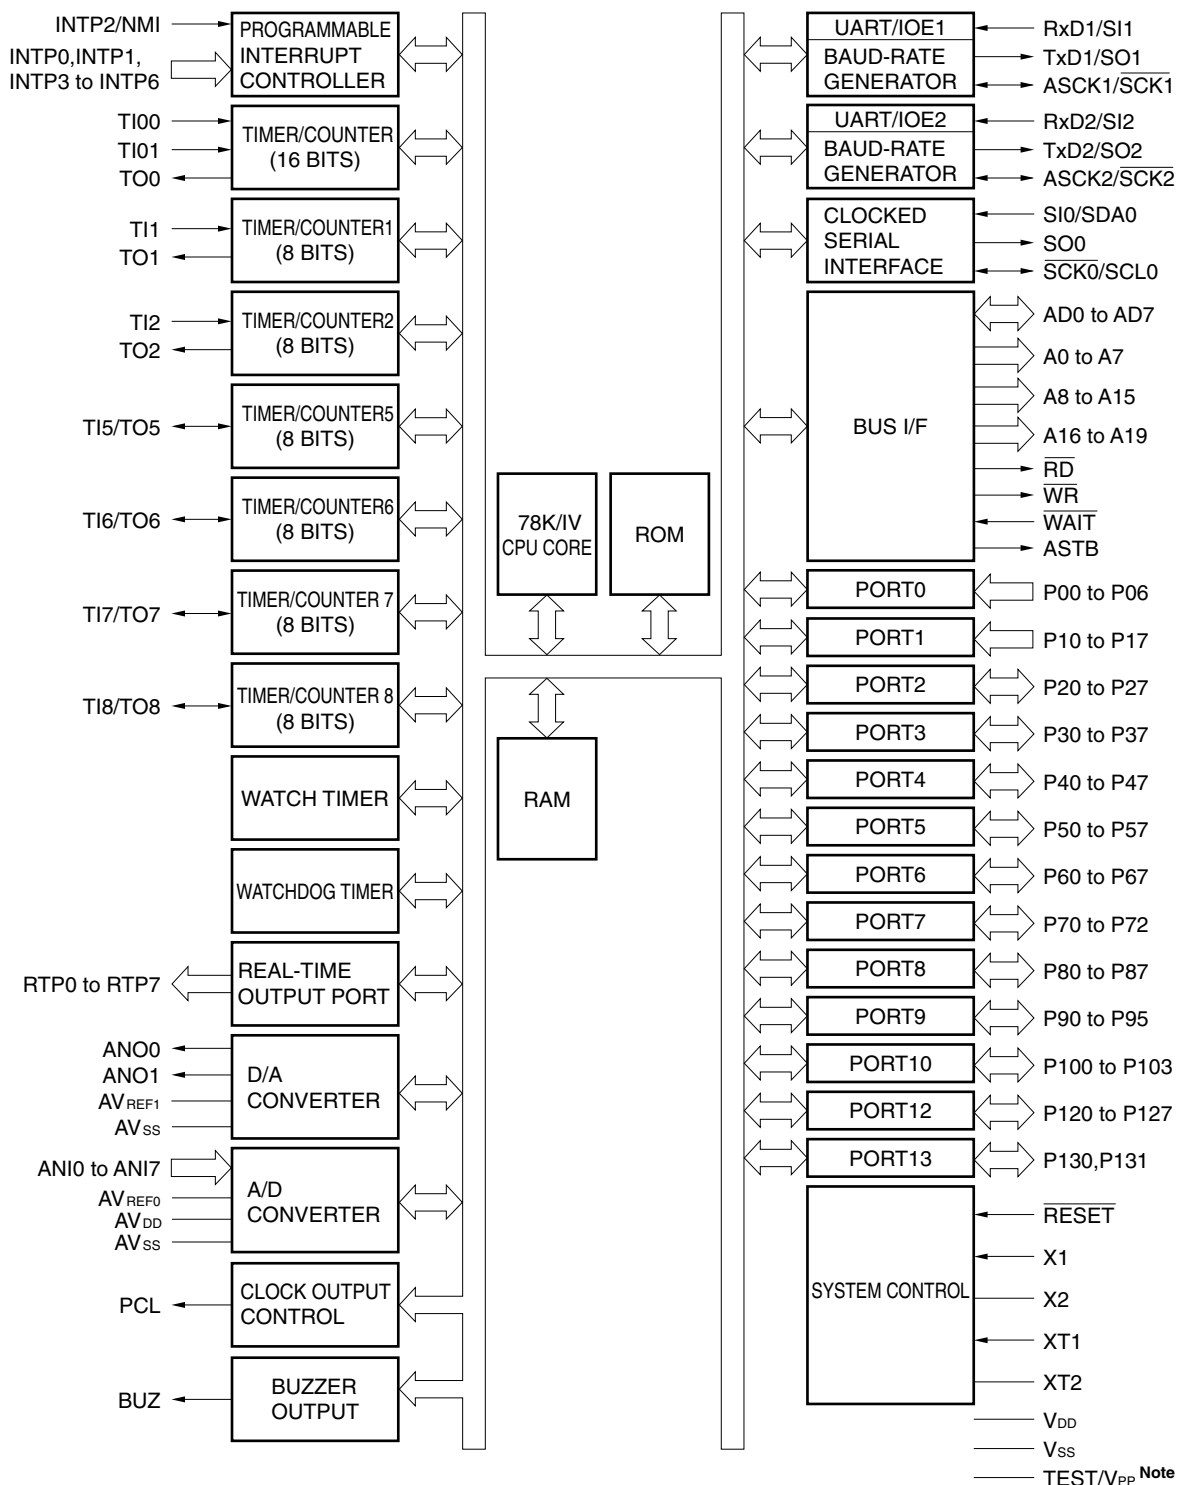 INTP2/NMI
INTP0,INTP1,
INTP3 to INTP6
PROGRAMMABLE
INTERRUPT
CONTROLLER
TI00
TI01
TO0
TIMER/COUNTER
(16 BITS)
TI1
TO1
TIMER/COUNTER1
(8 BITS)
TI2
TO2
TIMER/COUNTER2
(8 BITS)
TI5/TO5
TIMER/COUNTER5
(8 BITS)
TI6/TO6
TIMER/COUNTER6
(8 BITS)
TI7/TO7
TIMER/COUNTER 7
(8 BITS)
TI8/TO8
TIMER/COUNTER 8
(8 BITS)
WATCH TIMER
WATCHDOG TIMER
RTP0 to RTP7
REAL-TIME
OUTPUT PORT
ANO0
ANO1
AVREF1
AVSS
D/A
CONVERTER
ANI0 to ANI7
AVREF0
AVDD
AVSS
A/D
CONVERTER
PCL
CLOCK OUTPUT
CONTROL
BUZ
BUZZER
OUTPUT
78K/IV
CPU CORE
ROM
RAM
UART/IOE1
BAUD-RATE
GENERATOR
RxD1/SI1
TxD1/SO1
ASCK1/SCK1
UART/IOE2
BAUD-RATE
GENERATOR
RxD2/SI2
TxD2/SO2
ASCK2/SCK2
CLOCKED
SERIAL
INTERFACE
SI0/SDA0
SO0
SCK0/SCL0
BUS I/F
AD0 to AD7
A0 to A7
A8 to A15
A16 to A19
RD
WR
WAIT
ASTB
PORT0
P00 to P06
PORT1
P10 to P17
PORT2
P20 to P27
PORT3
P30 to P37
PORT4
P40 to P47
PORT5
P50 to P57
PORT6
P60 to P67
PORT7
P70 to P72
PORT8
P80 to P87
PORT9
P90 to P95
PORT10
P100 to P103
PORT12
P120 to P127
PORT13
P130,P131
SYSTEM CONTROL
RESET
X1
X2
XT1
XT2
VDD
VSS
TEST/VPP Note